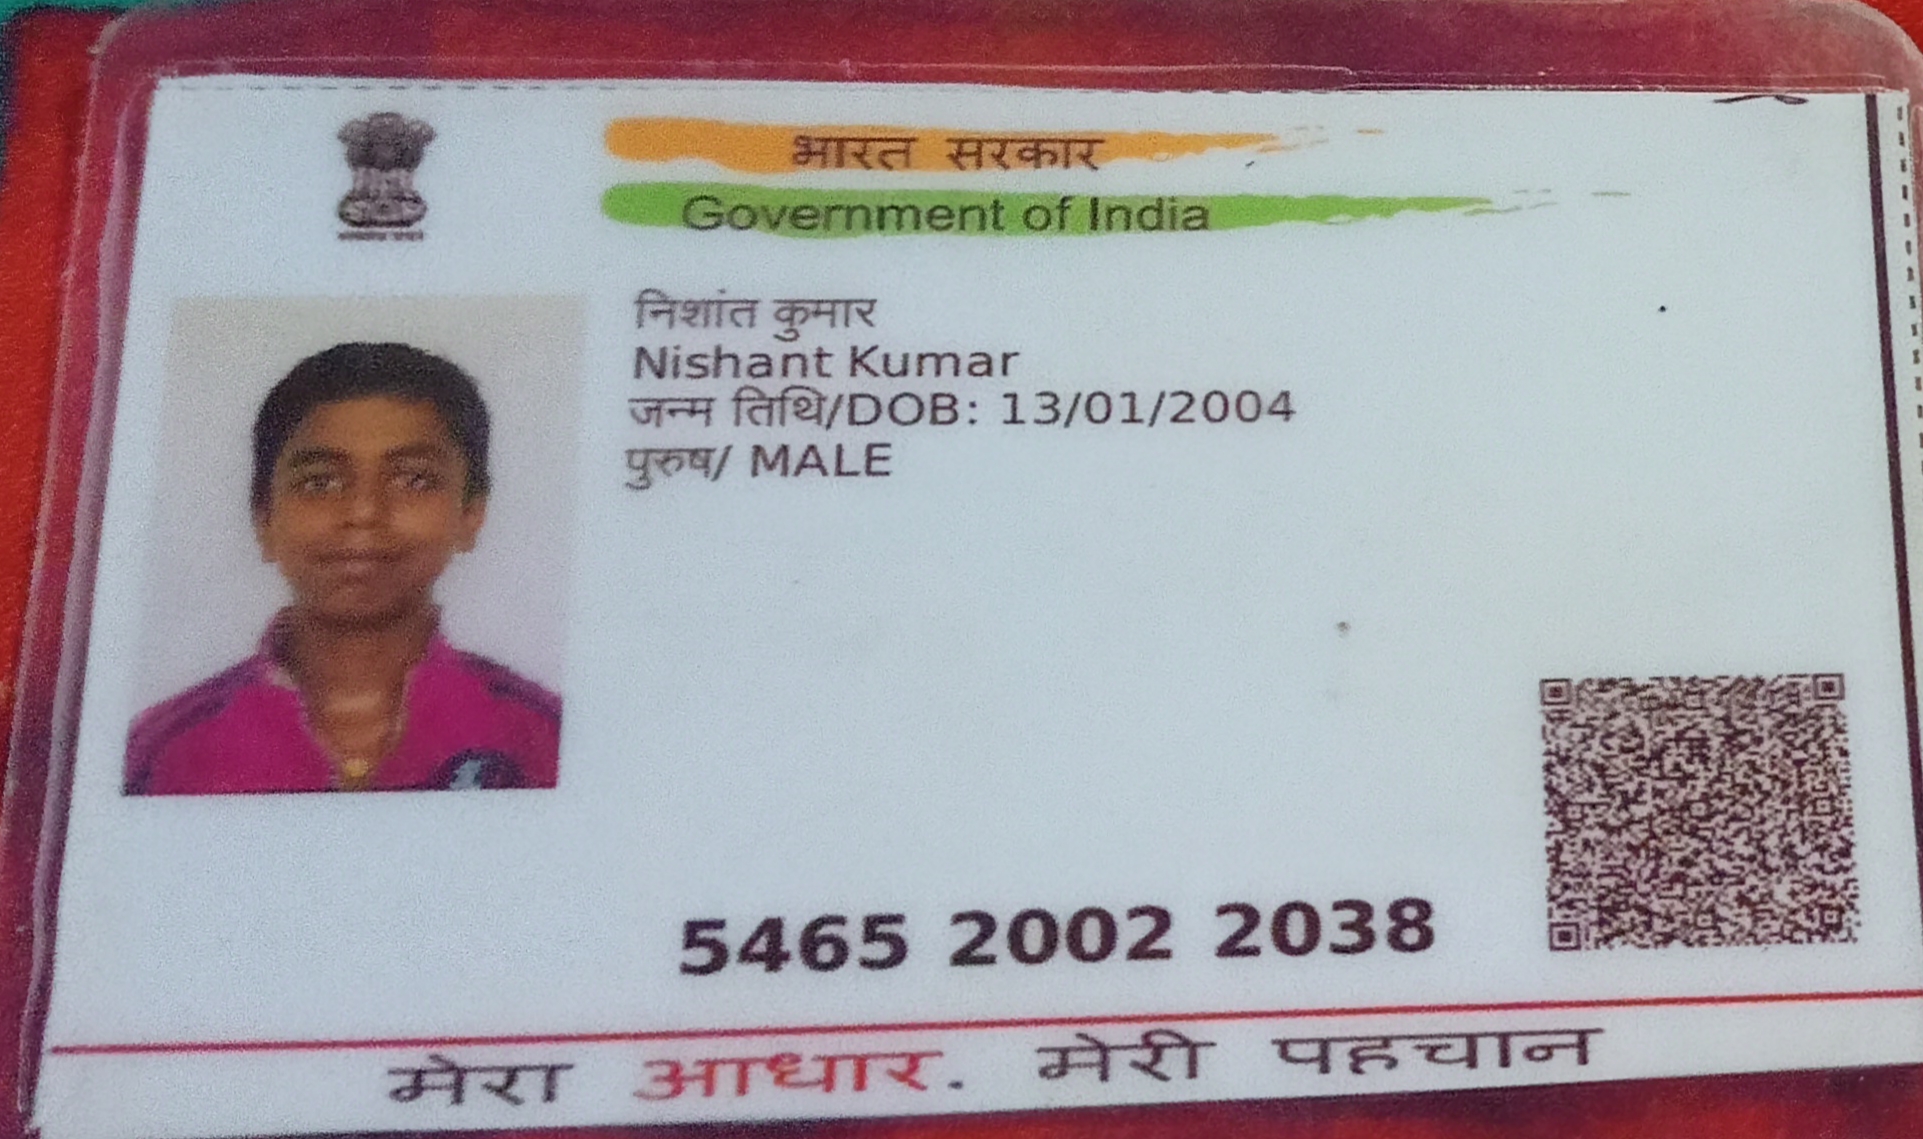 भारत सरकार
Government of India
निशांत कुमार
Nishant Kumar
जन्म तिथि/DOB: 13/01/2004
पुरुष/ MALE
5465 2002 2038
मेरा आधार. मेरी पहचान